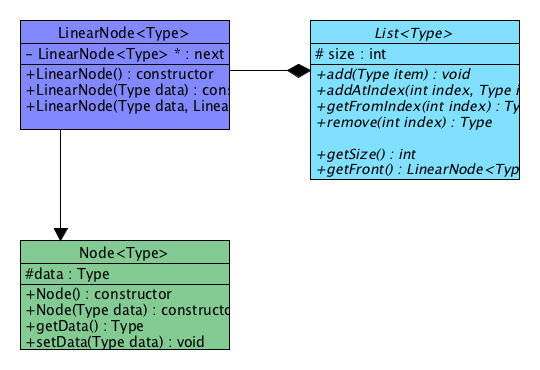 LinearNode<Type>
- LinearNode<Type> * : next
+LinearNode() : constructor
+LinearNode(Type data) : cons
+LinearNode(Type data, Linea
List<Type>
# size : int
+add(Type item) : void
+addAtIndex(int index, Type i
+getFromIndex(int index) : Ty
+remove(int index) : Type
+getSize() : int
+getFront() : LinearNode<Typ
Node<Type>
#data : Type
+Node() : constructor
+Node(Type data) : constructo
+getData() : Type
+setData(Type data) : void